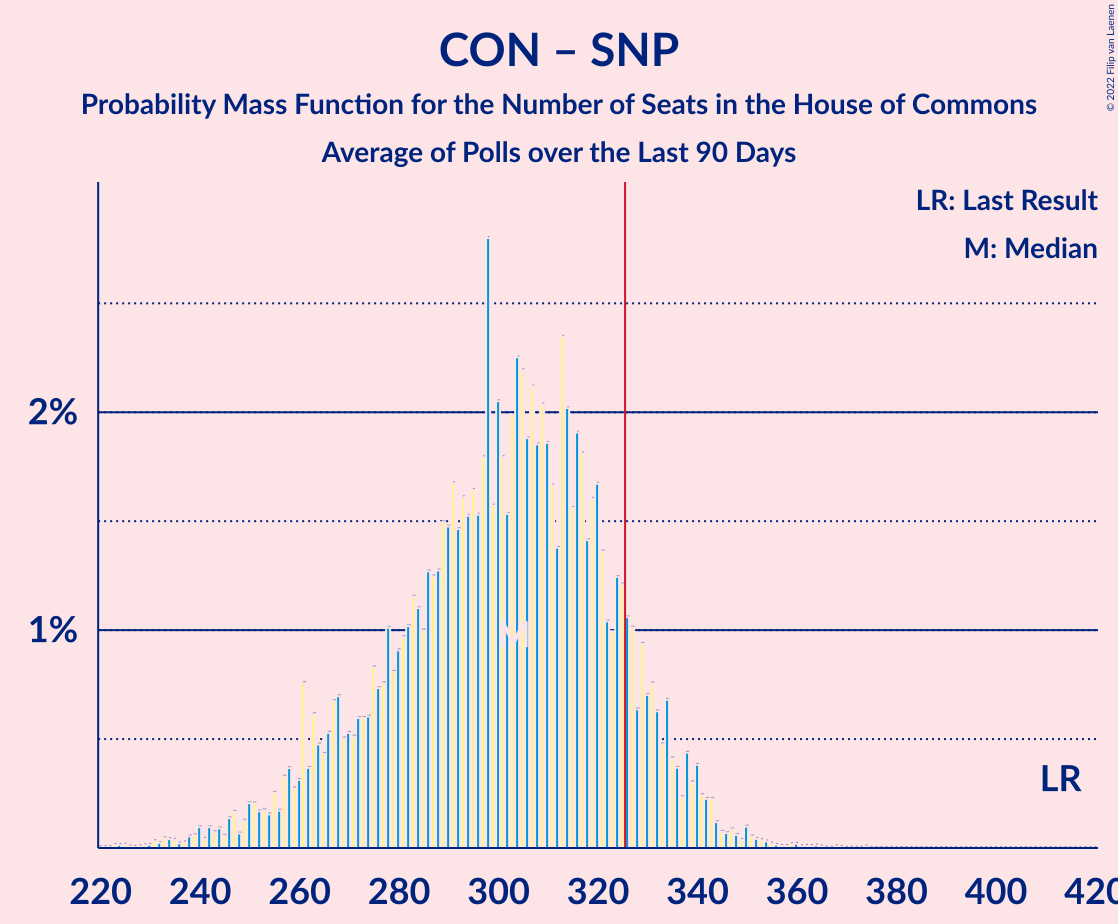 © 2022 Filip van Laenen
CON – SNP
Probability Mass Function for the Number of Seats in the House of Commons
Average of Polls over the Last 90 Days
LR: Last Result
M: Median
2%
1%
M
LR
220 240 260 280 300 320 340 360 380 400 420